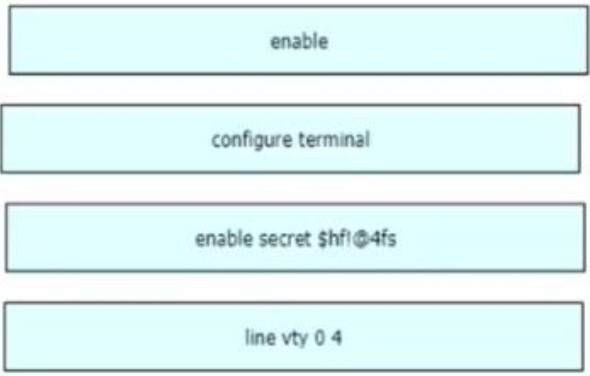 enable
configure terminal
enable secret $hf!@4fs
line vty 0 4